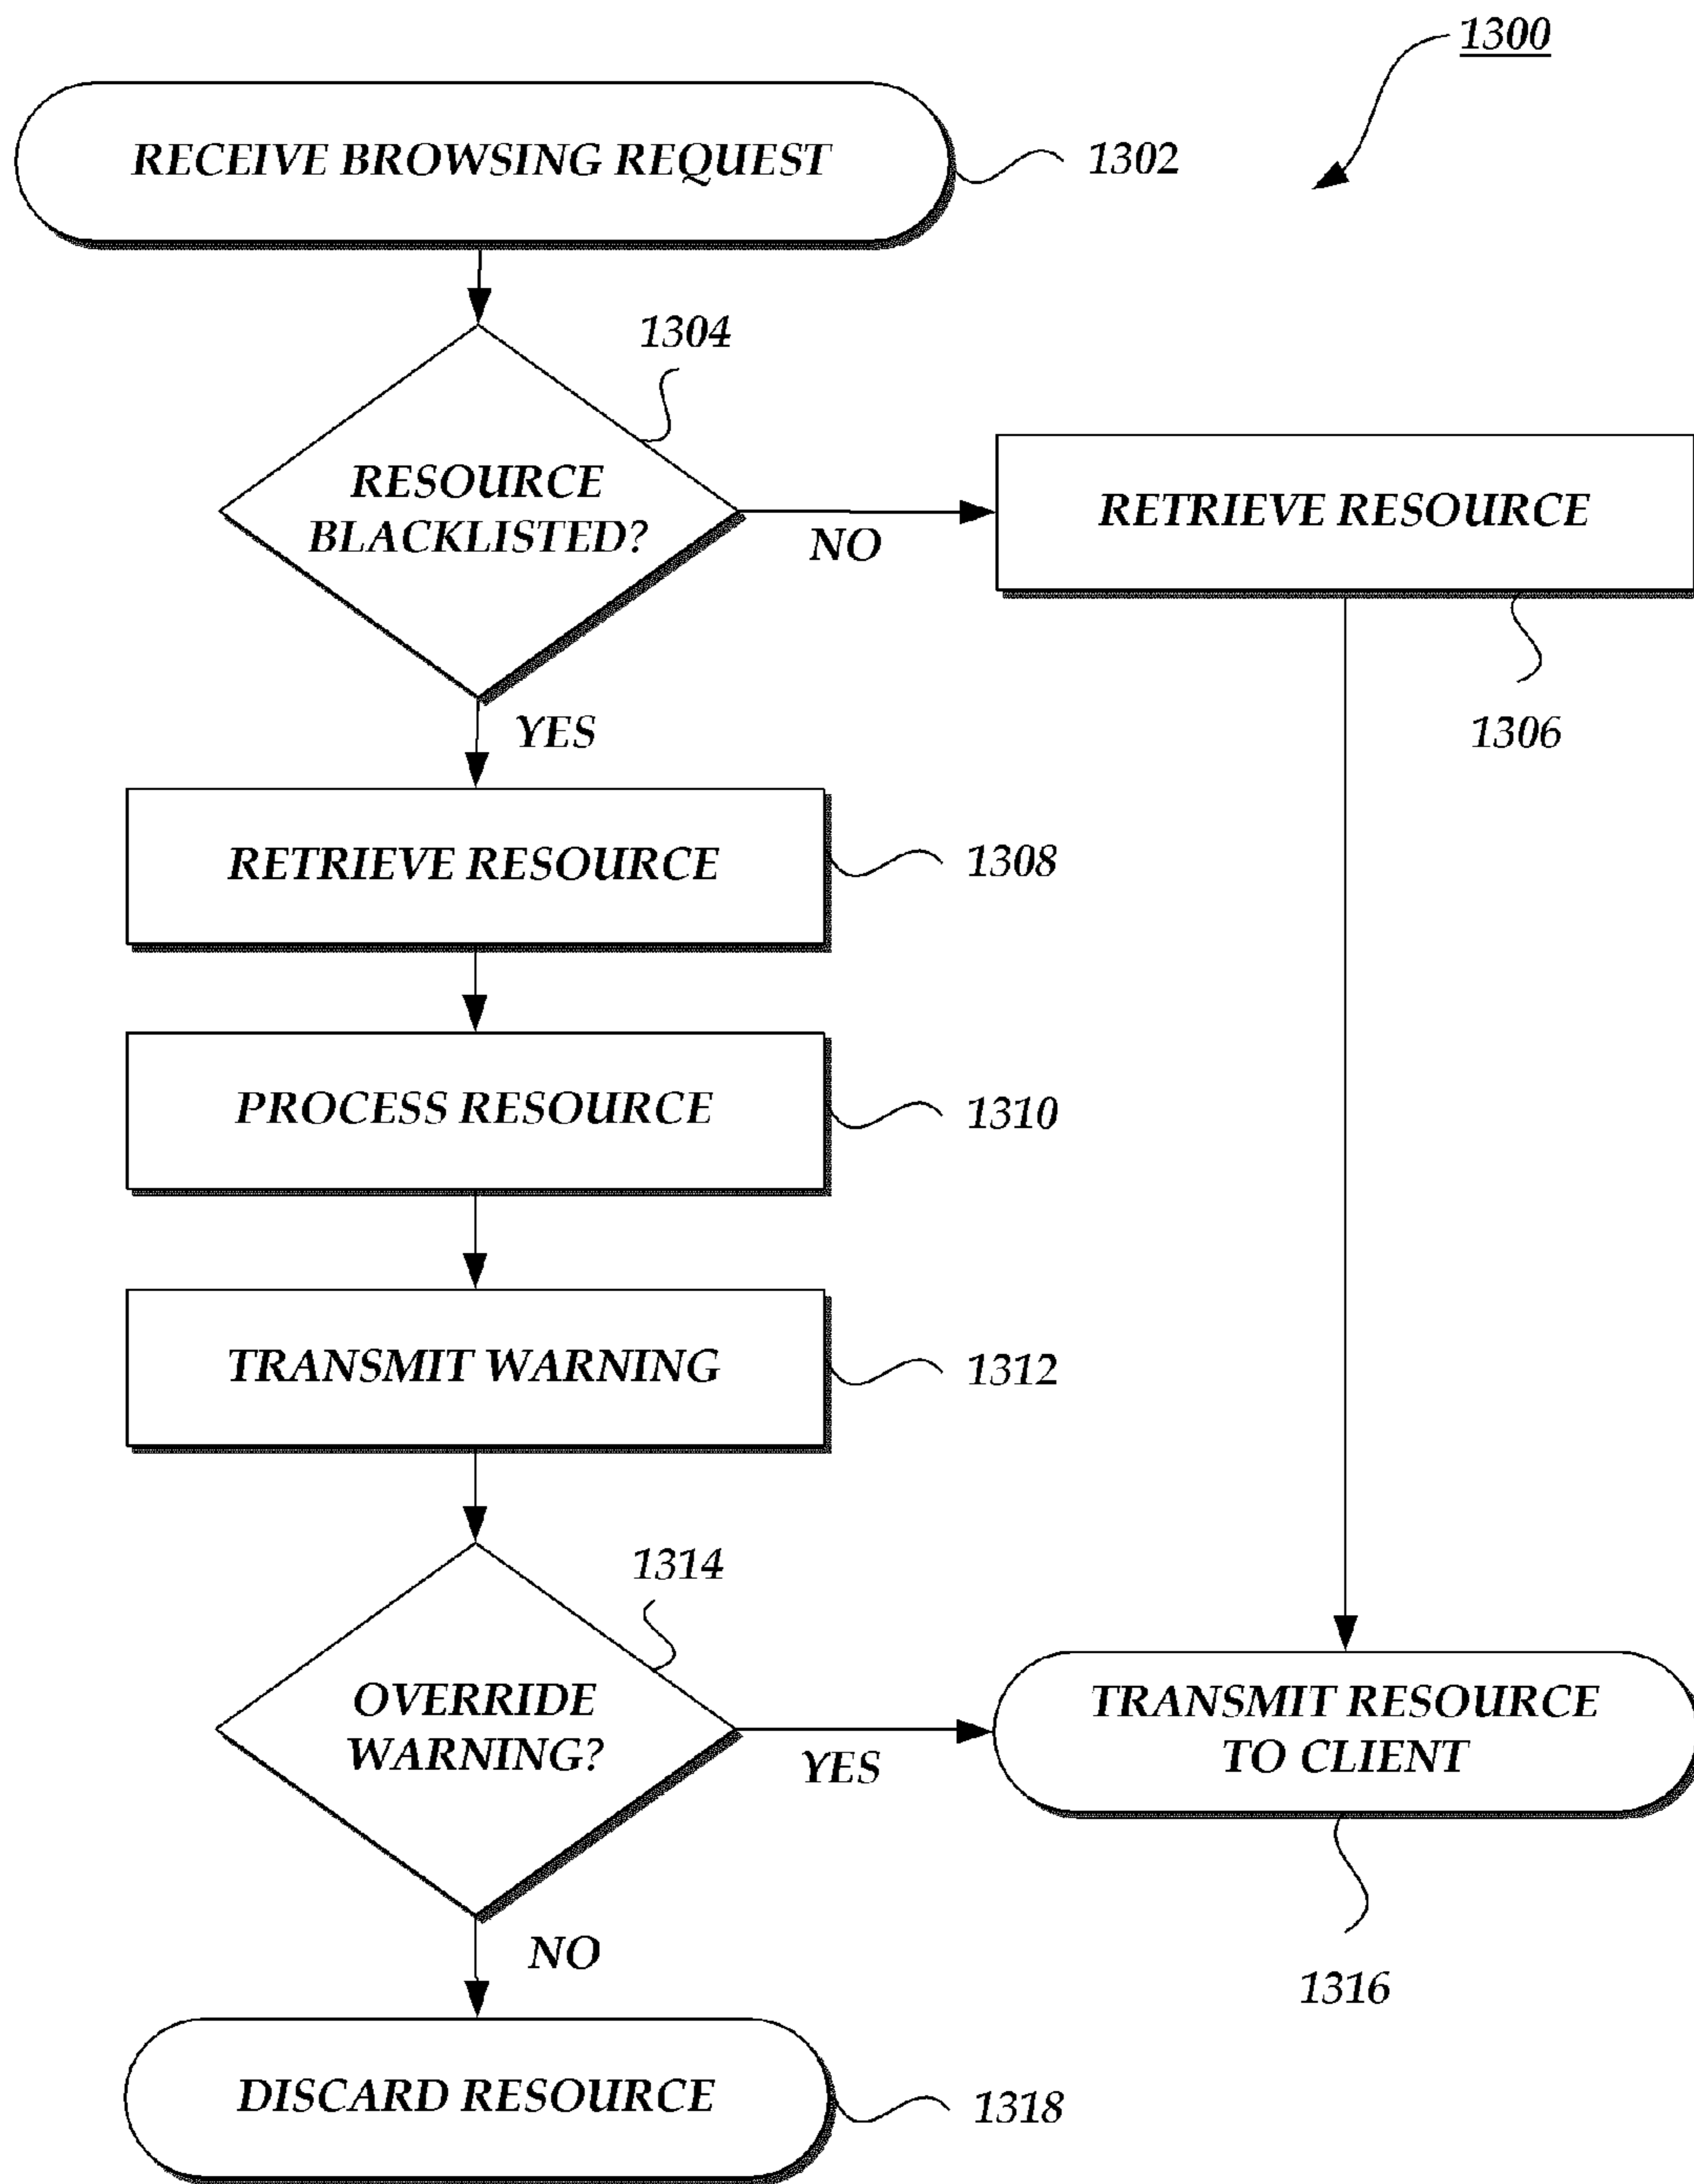 1300
RECEIVE BROWSING REQUEST
1302
1304
RESOURCE
BLACKLISTED?
NO
RETRIEVE RESOURCE
1306
YES
RETRIEVE RESOURCE
1308
PROCESS RESOURCE
1310
TRANSMIT WARNING
1312
1314
OVERRIDE
WARNING?
YES
TRANSMIT RESOURCE
TO CLIENT
1316
NO
DISCARD RESOURCE
1318